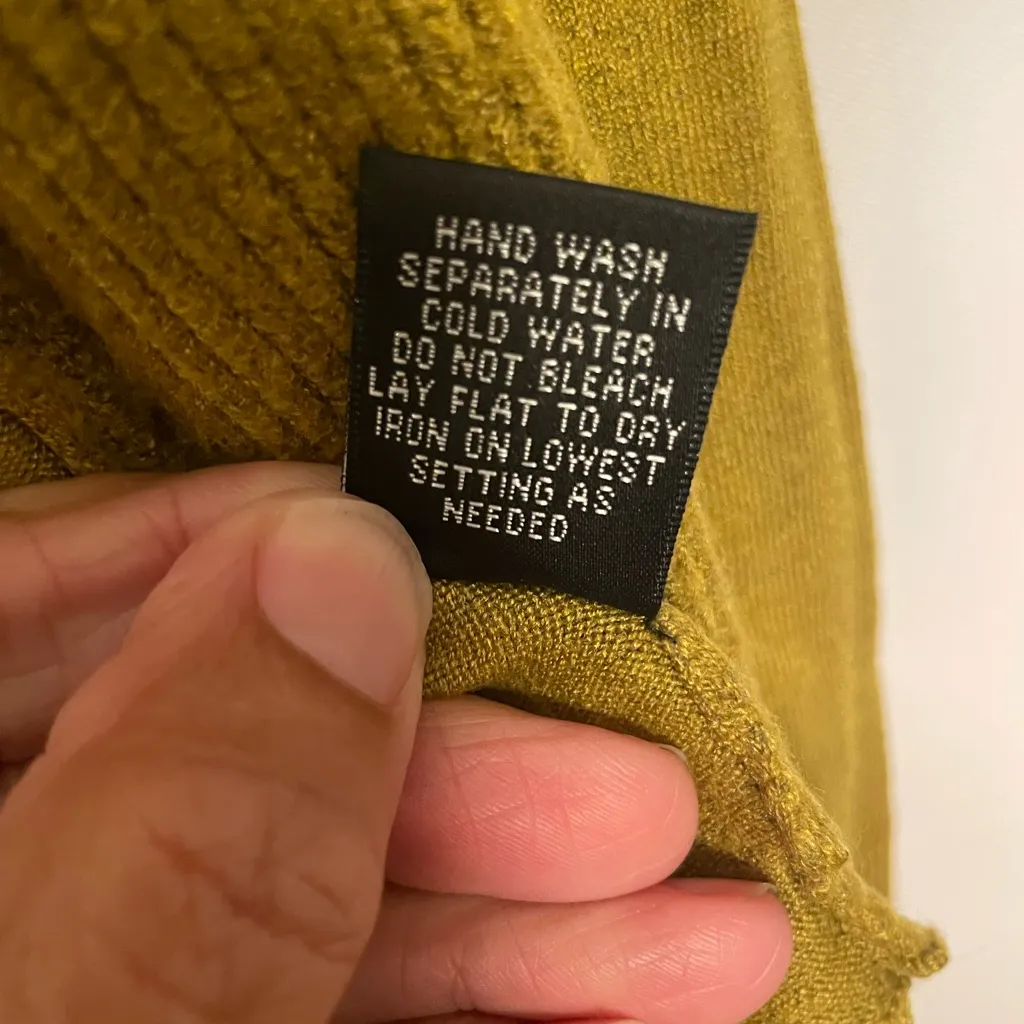 HAND WASH
SEPARATELY IN
COLD WATER
DO NOT BLEACH
LAY FLAT TO DRY
IRON ON LOWEST
SETTING AS
NEEDED